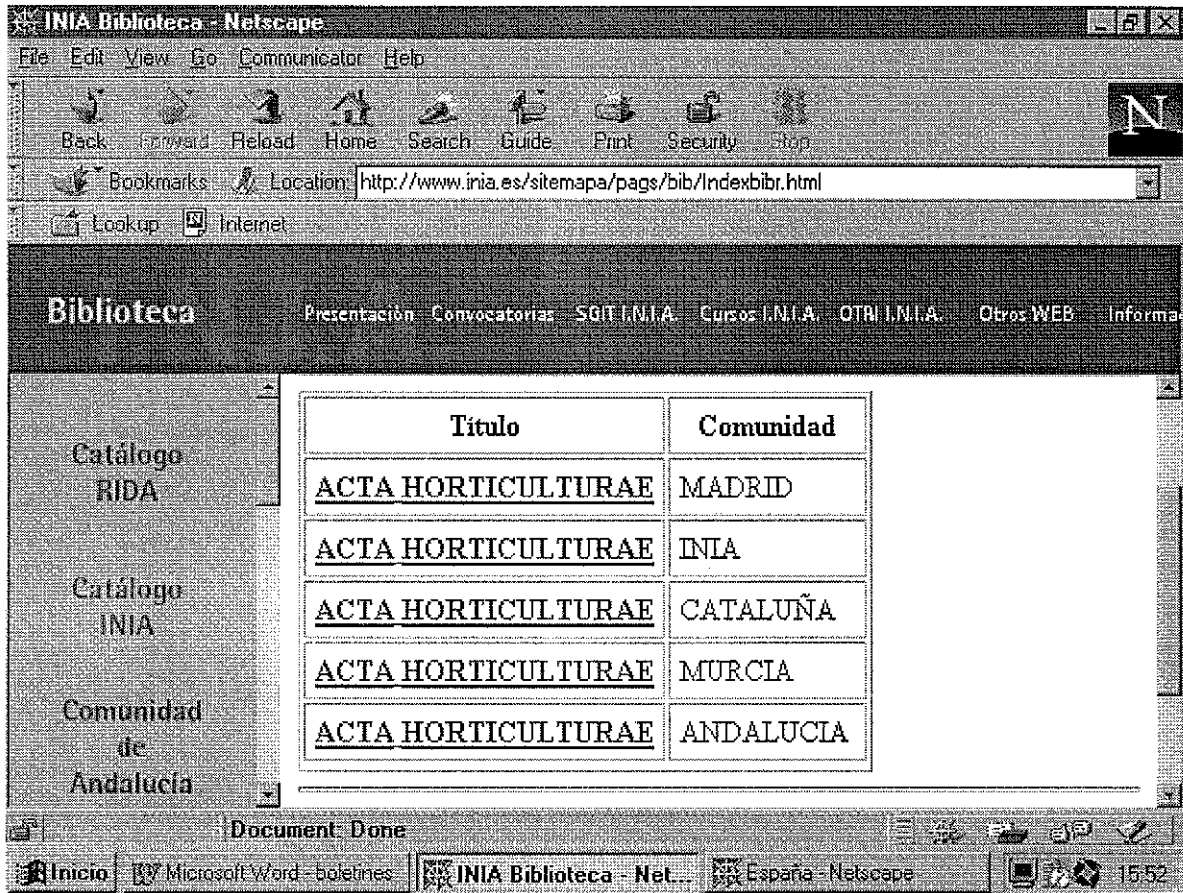 INIA Biblioteca - Netscape
File Edit View Go Communicator Help
Back Forward Reload Home Search Guide Print Security Stop
N
Bookmarks Location: http://www.inia.es/sitemapa/pags/bib/Indexbibr.html
Lookup Internet
Biblioteca Presentación Convocatorias SGIT I.N.I.A. Cursos I.N.I.A. OTRI I.N.I.A. Otros WEB Informa
Catálogo
RIDA
Catálogo
INIA
Comunidad
de
Andalucía
Título Comunidad
ACTA HORTICULTURAE MADRID
ACTA HORTICULTURAE INIA
ACTA HORTICULTURAE CATALUÑA
ACTA HORTICULTURAE MURCIA
ACTA HORTICULTURAE ANDALUCIA
Document: Done
Inicio Microsoft Word - boletines INIA Biblioteca - Net... España - Netscape 15:52